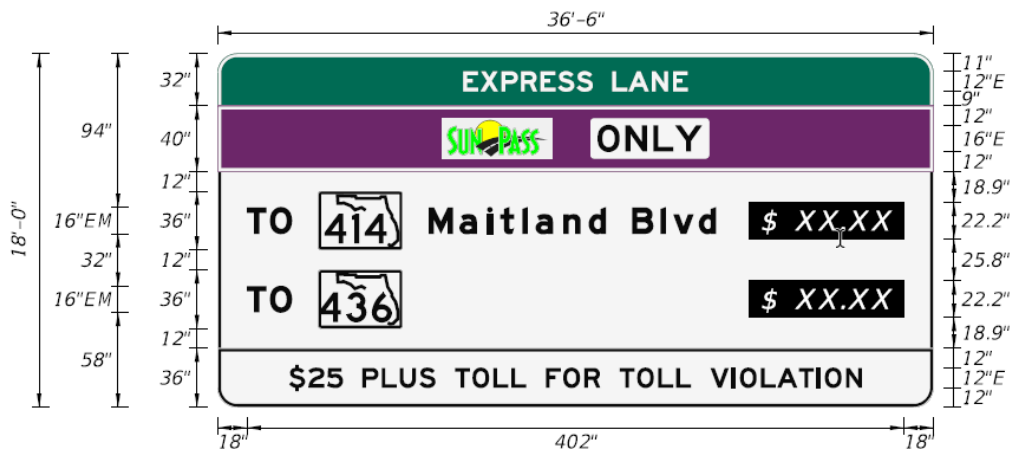 36'-6"
EXPRESS LANE
SUNPASS ONLY
TO 414 Maitland Blvd $ XX.XX
TO 436 $ XX.XX
$25 PLUS TOLL FOR TOLL VIOLATION
18'-0"
94"
16"EM
32"
16"EM
58"
32"
40"
12"
36"
12"
36"
12"
36"
11"
12"E
9"
12"
16"E
12"
18.9"
22.2"
25.8"
22.2"
18.9"
12"
12"E
12"
18" 402" 18"